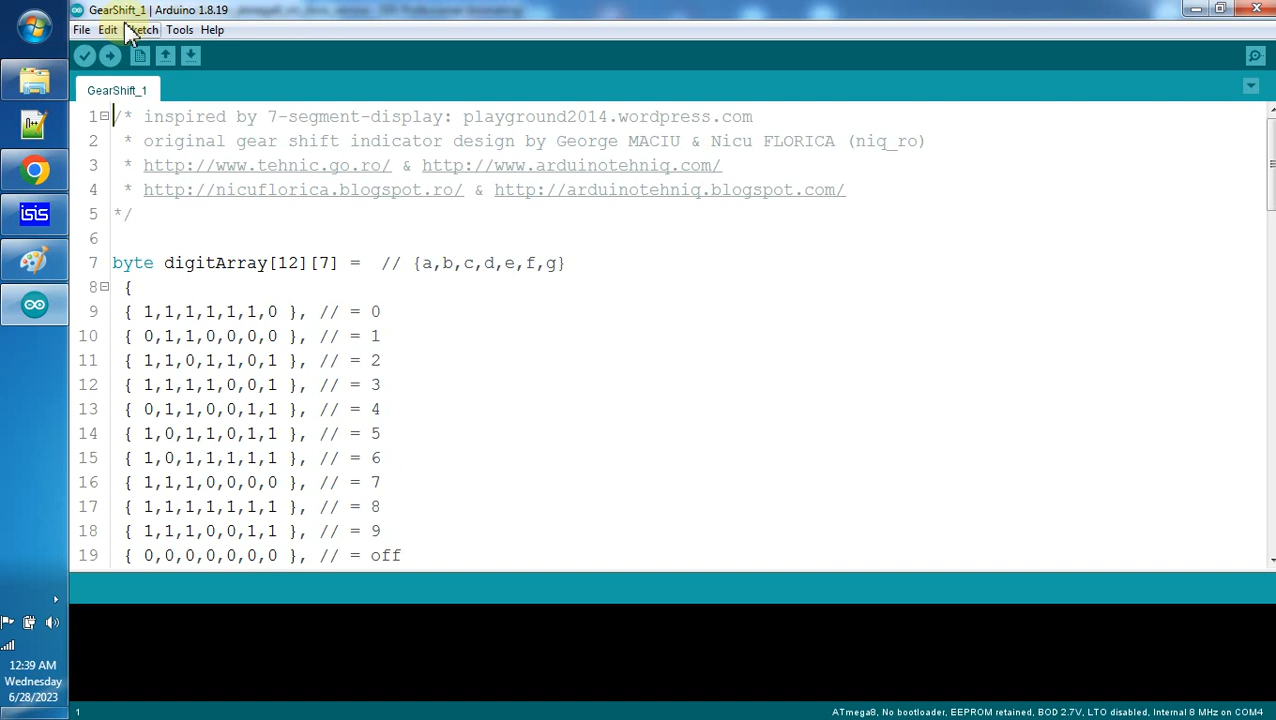 GearShift_1 | Arduino 1.8.19
File Edit Sketch Tools Help
GearShift_1
1 /* inspired by 7-segment-display: playground2014.wordpress.com
2 * original gear shift indicator design by George MACIU & Nicu FLORICA (niq_ro)
3 * http://www.tehnic.go.ro/ & http://www.arduinotehniq.com/
4 * http://nicuflorica.blogspot.ro/ & http://arduinotehniq.blogspot.com/
5 */
6
7 byte digitArray[12][7] =  // {a,b,c,d,e,f,g}
8 {
9 { 1,1,1,1,1,1,0 }, // = 0
10 { 0,1,1,0,0,0,0 }, // = 1
11 { 1,1,0,1,1,0,1 }, // = 2
12 { 1,1,1,1,0,0,1 }, // = 3
13 { 0,1,1,0,0,1,1 }, // = 4
14 { 1,0,1,1,0,1,1 }, // = 5
15 { 1,0,1,1,1,1,1 }, // = 6
16 { 1,1,1,0,0,0,0 }, // = 7
17 { 1,1,1,1,1,1,1 }, // = 8
18 { 1,1,1,0,0,1,1 }, // = 9
19 { 0,0,0,0,0,0,0 }, // = off
isis
12:39 AM
Wednesday
6/28/2023
1
ATmega8, No bootloader, EEPROM retained, BOD 2.7V, LTO disabled, Internal 8 MHz on COM4